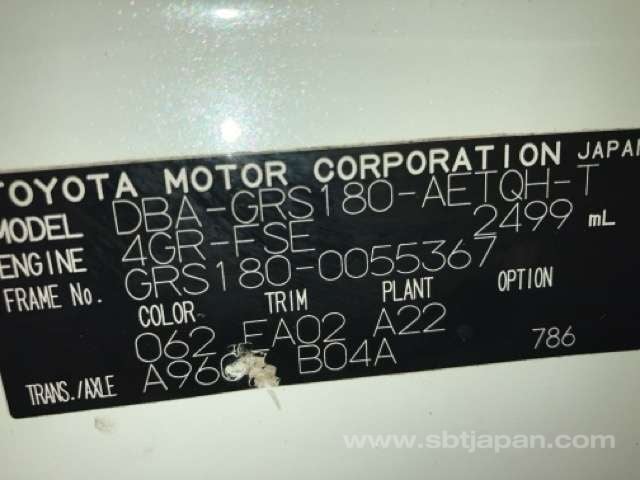 TOYOTA MOTOR CORPORATION JAPAN
MODEL DBA-GRS180-AETQH-T
ENGINE 4GR-FSE 2499 mL
FRAME No. GRS180-0055367
COLOR TRIM PLANT OPTION
062 FA02 A22
TRANS./AXLE A960 B04A 786
www.sbtjapan.com